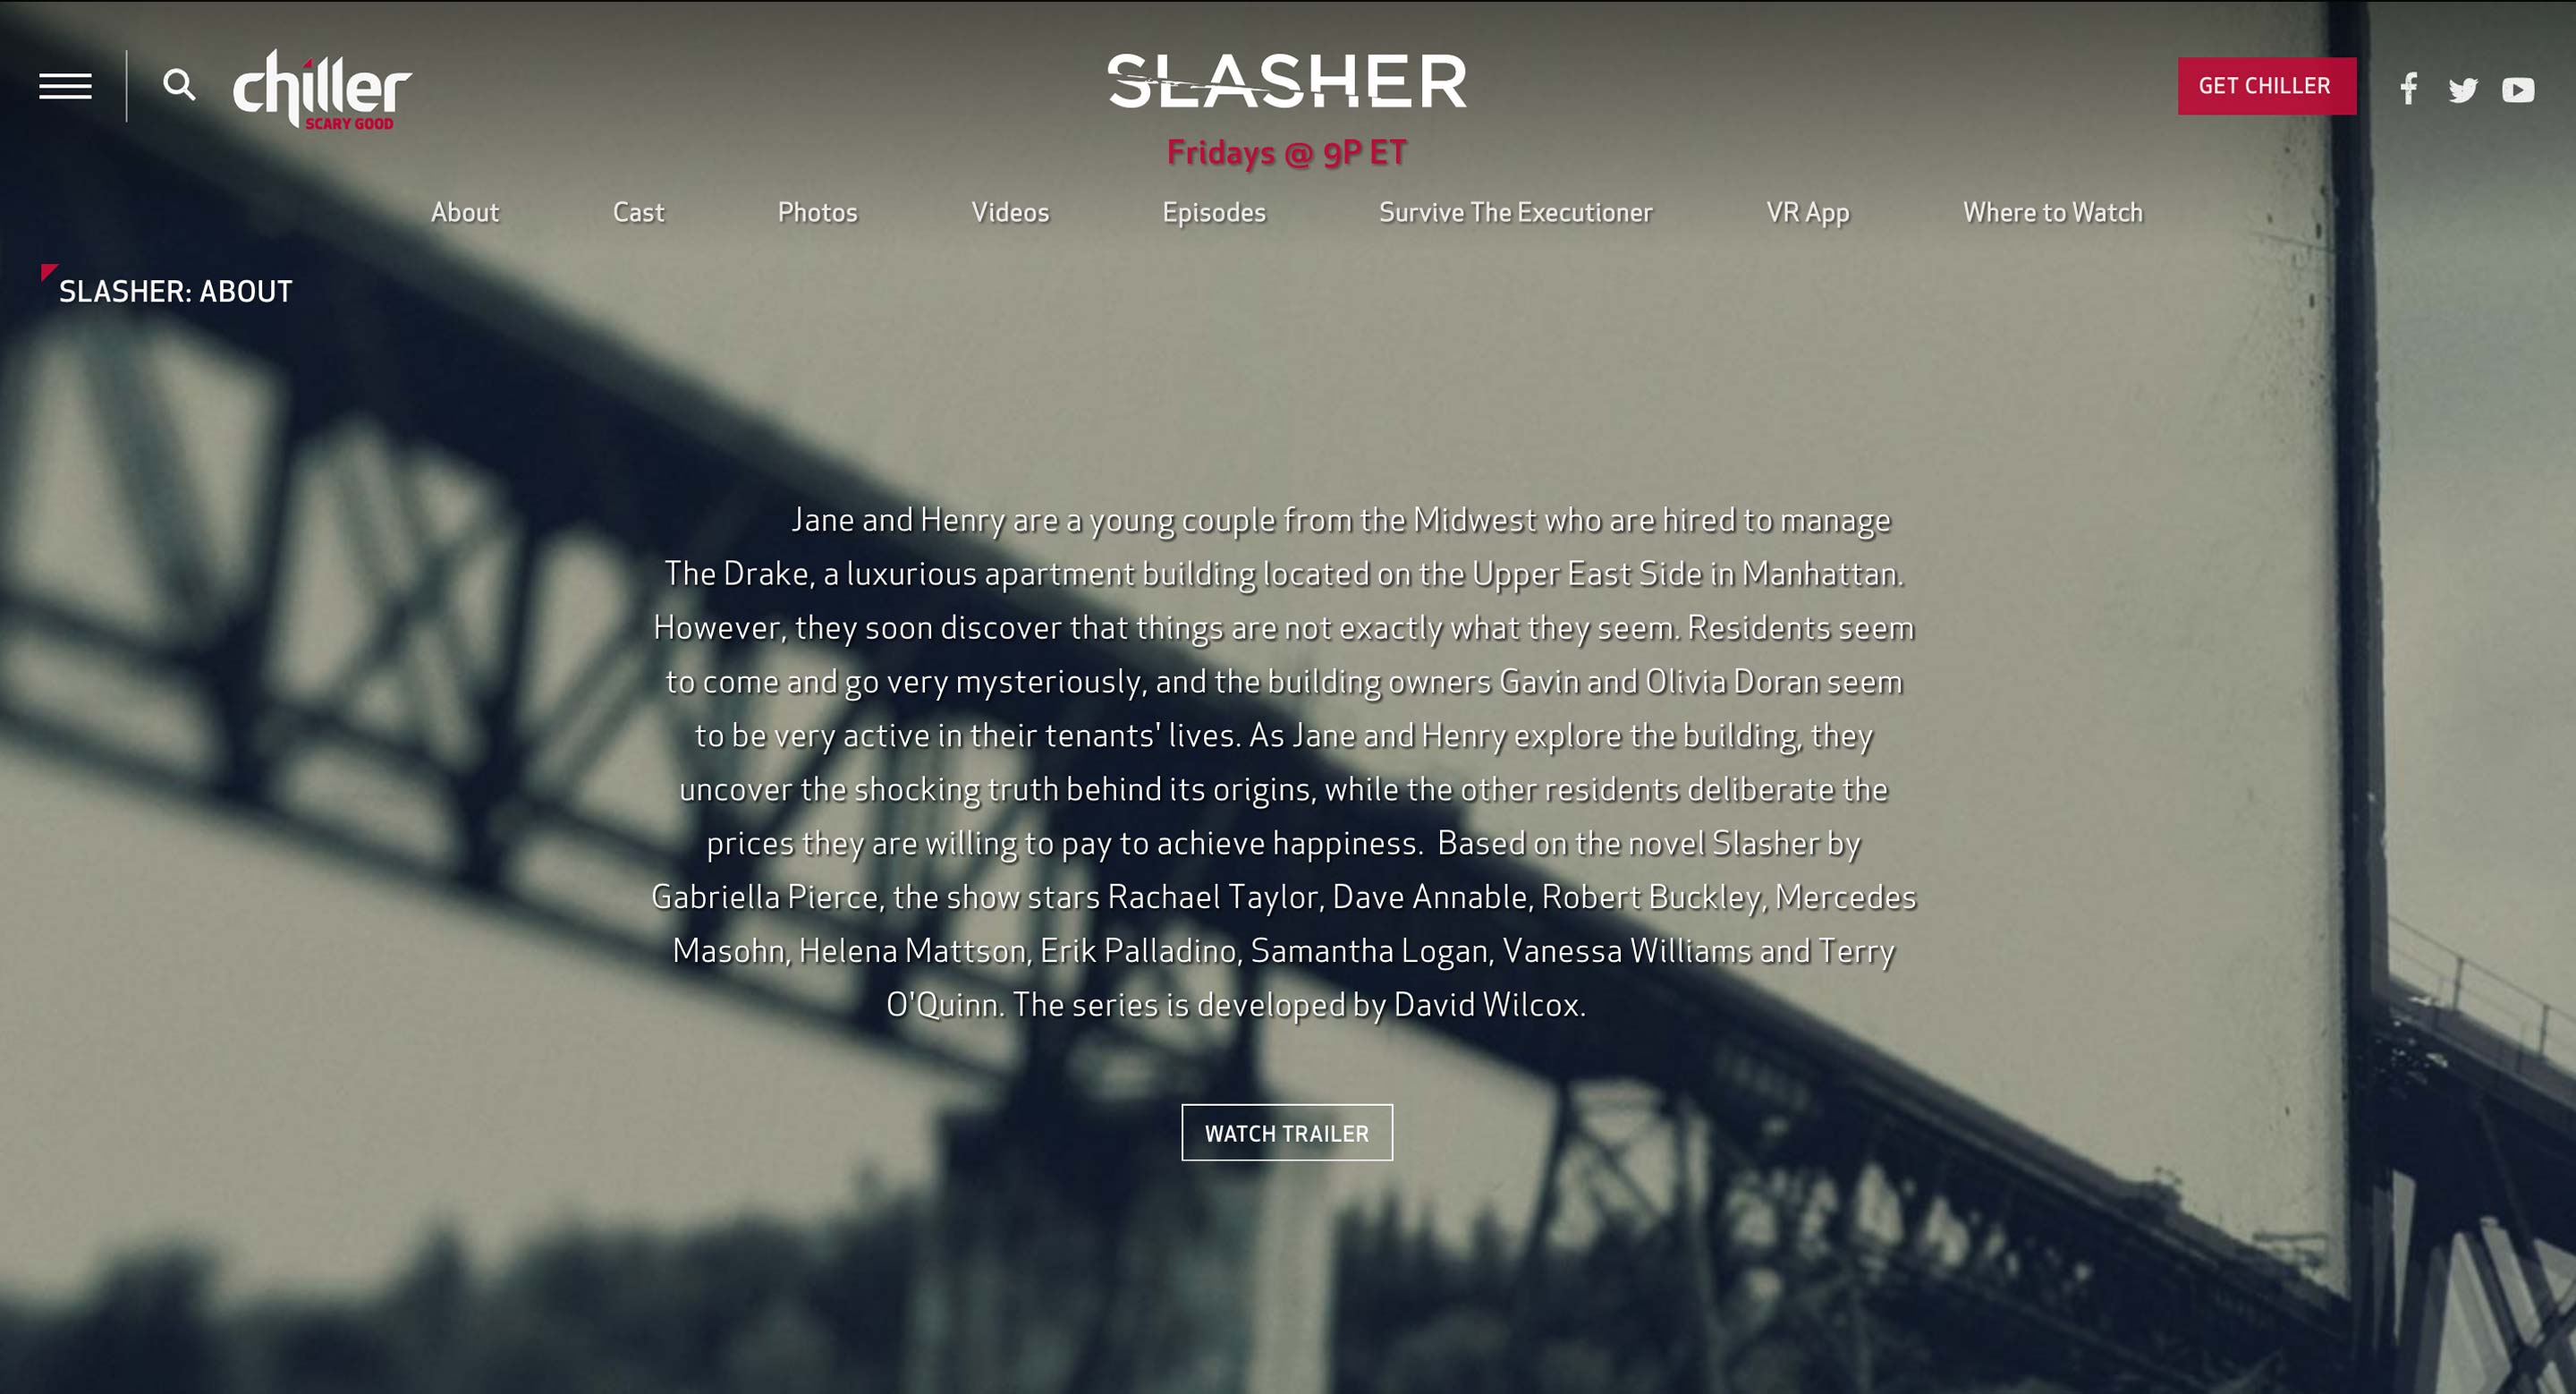 chiller
SCARY GOOD
SLASHER
GET CHILLER
Fridays @ 9P ET
About Cast Photos Videos Episodes Survive The Executioner VR App Where to Watch
SLASHER: ABOUT
Jane and Henry are a young couple from the Midwest who are hired to manage
The Drake, a luxurious apartment building located on the Upper East Side in Manhattan.
However, they soon discover that things are not exactly what they seem. Residents seem
to come and go very mysteriously, and the building owners Gavin and Olivia Doran seem
to be very active in their tenants' lives. As Jane and Henry explore the building, they
uncover the shocking truth behind its origins, while the other residents deliberate the
prices they are willing to pay to achieve happiness. Based on the novel Slasher by
Gabriella Pierce, the show stars Rachael Taylor, Dave Annable, Robert Buckley, Mercedes
Masohn, Helena Mattson, Erik Palladino, Samantha Logan, Vanessa Williams and Terry
O'Quinn. The series is developed by David Wilcox.
WATCH TRAILER